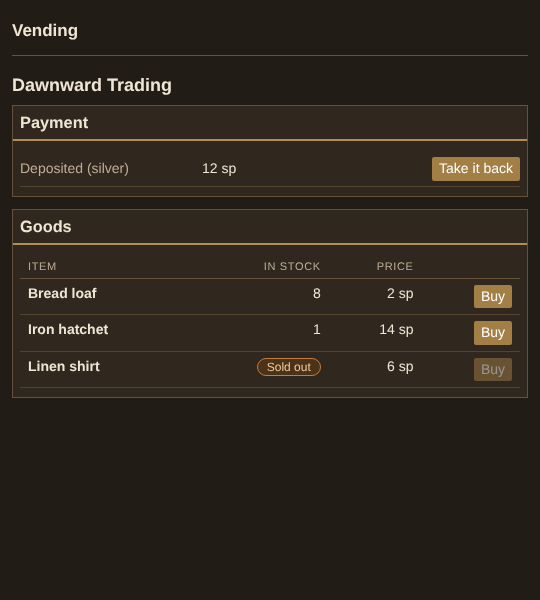 Vending
Dawnward Trading
Payment
Deposited (silver) 12 sp Take it back
Goods
ITEM IN STOCK PRICE
Bread loaf 8 2 sp Buy
Iron hatchet 1 14 sp Buy
Linen shirt Sold out 6 sp Buy